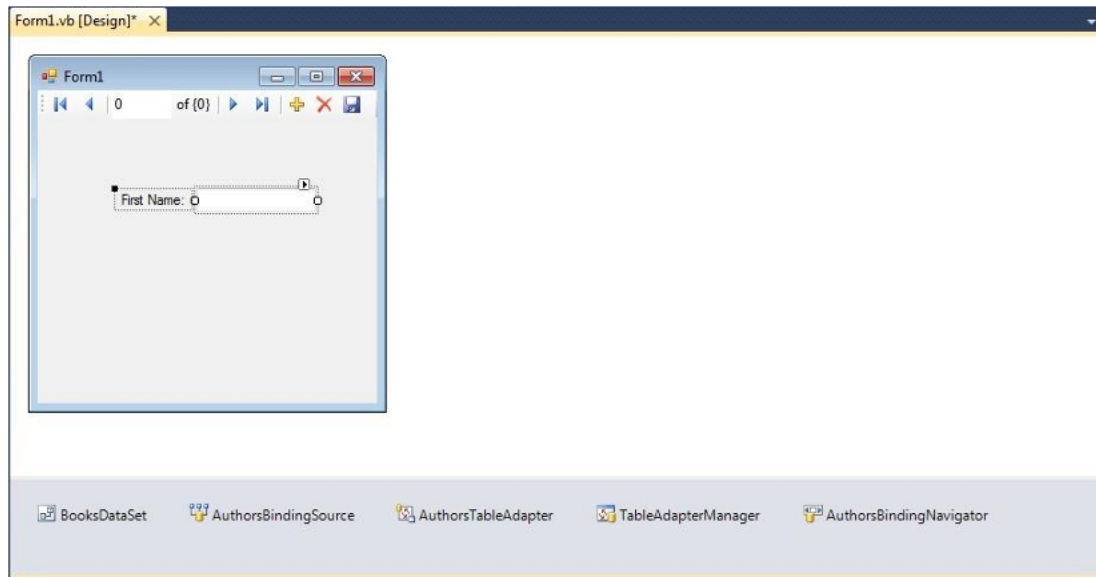 Form1.vb [Design]*
Form1
0 of {0}
First Name:
BooksDataSet AuthorsBindingSource AuthorsTableAdapter TableAdapterManager AuthorsBindingNavigator